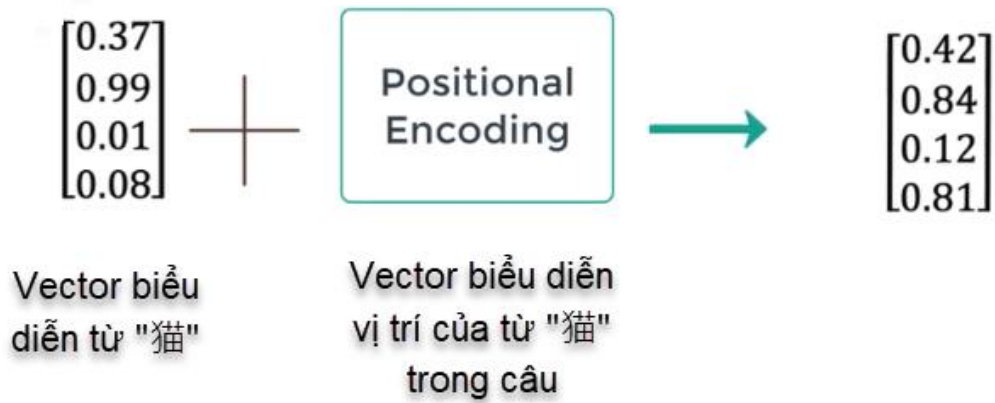 [0.37]
[0.99]
[0.01]
[0.08]
+
Positional
Encoding
[0.42]
[0.84]
[0.12]
[0.81]
Vector biểu
diễn từ "猫"
Vector biểu diễn
vị trí của từ "猫"
trong câu